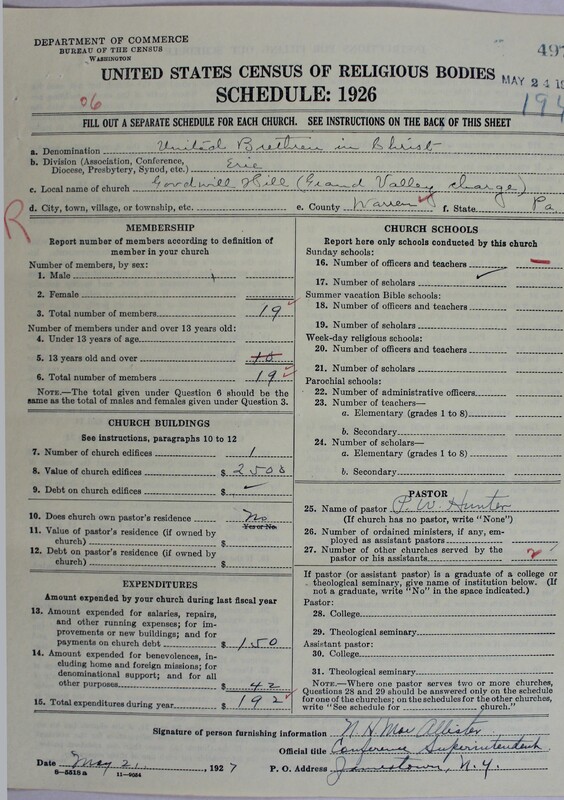 DEPARTMENT OF COMMERCE
BUREAU OF THE CENSUS
WASHINGTON
497
MAY 24 19
UNITED STATES CENSUS OF RELIGIOUS BODIES
SCHEDULE: 1926
06
194
FILL OUT A SEPARATE SCHEDULE FOR EACH CHURCH. SEE INSTRUCTIONS ON THE BACK OF THIS SHEET
a. Denomination United Brethren in Christ
b. Division (Association, Conference, Diocese, Presbytery, Synod, etc.) Erie
c. Local name of church Goodwill Hill (Grand Valley charge)
d. City, town, village, or township, etc. e. County Warren f. State Pa.
R
MEMBERSHIP
Report number of members according to definition of
member in your church
Number of members, by sex:
1. Male
2. Female
3. Total number of members 19
Number of members under and over 13 years old:
4. Under 13 years of age
5. 13 years old and over 10
6. Total number of members 19
NOTE.—The total given under Question 6 should be the
same as the total of males and females given under Question 3.
CHURCH BUILDINGS
See instructions, paragraphs 10 to 12
7. Number of church edifices 1
8. Value of church edifices $ 2500
9. Debt on church edifices $
10. Does church own pastor's residence No
Yes or No.
11. Value of pastor's residence (if owned by
church) $
12. Debt on pastor's residence (if owned by
church) $
EXPENDITURES
Amount expended by your church during last fiscal year
13. Amount expended for salaries, repairs,
and other running expenses; for im-
provements or new buildings; and for
payments on church debt $ 150
14. Amount expended for benevolences, in-
cluding home and foreign missions; for
denominational support; and for all
other purposes $ 42
15. Total expenditures during year $ 192
CHURCH SCHOOLS
Report here only schools conducted by this church
Sunday schools:
16. Number of officers and teachers
17. Number of scholars
Summer vacation Bible schools:
18. Number of officers and teachers
19. Number of scholars
Week-day religious schools:
20. Number of officers and teachers
21. Number of scholars
Parochial schools:
22. Number of administrative officers
23. Number of teachers—
a. Elementary (grades 1 to 8)
b. Secondary
24. Number of scholars—
a. Elementary (grades 1 to 8)
b. Secondary
PASTOR
25. Name of pastor P. W. Hunter
(If church has no pastor, write "None")
26. Number of ordained ministers, if any, em-
ployed as assistant pastors
27. Number of other churches served by the
pastor or his assistants 2
If pastor (or assistant pastor) is a graduate of a college or
theological seminary, give name of institution below. (If
not a graduate, write "No" in the space indicated.)
Pastor:
28. College
29. Theological seminary
Assistant pastor:
30. College
31. Theological seminary
NOTE.—Where one pastor serves two or more churches,
Questions 28 and 29 should be answered only on the schedule
for one of the churches; on the schedules for the other churches,
write "See schedule for church."
Signature of person furnishing information N. H. MacAllister
Official title Conference Superintendent
Date May 21, 1927 P. O. Address Jamestown, N.Y.
8—5518a 11—9054